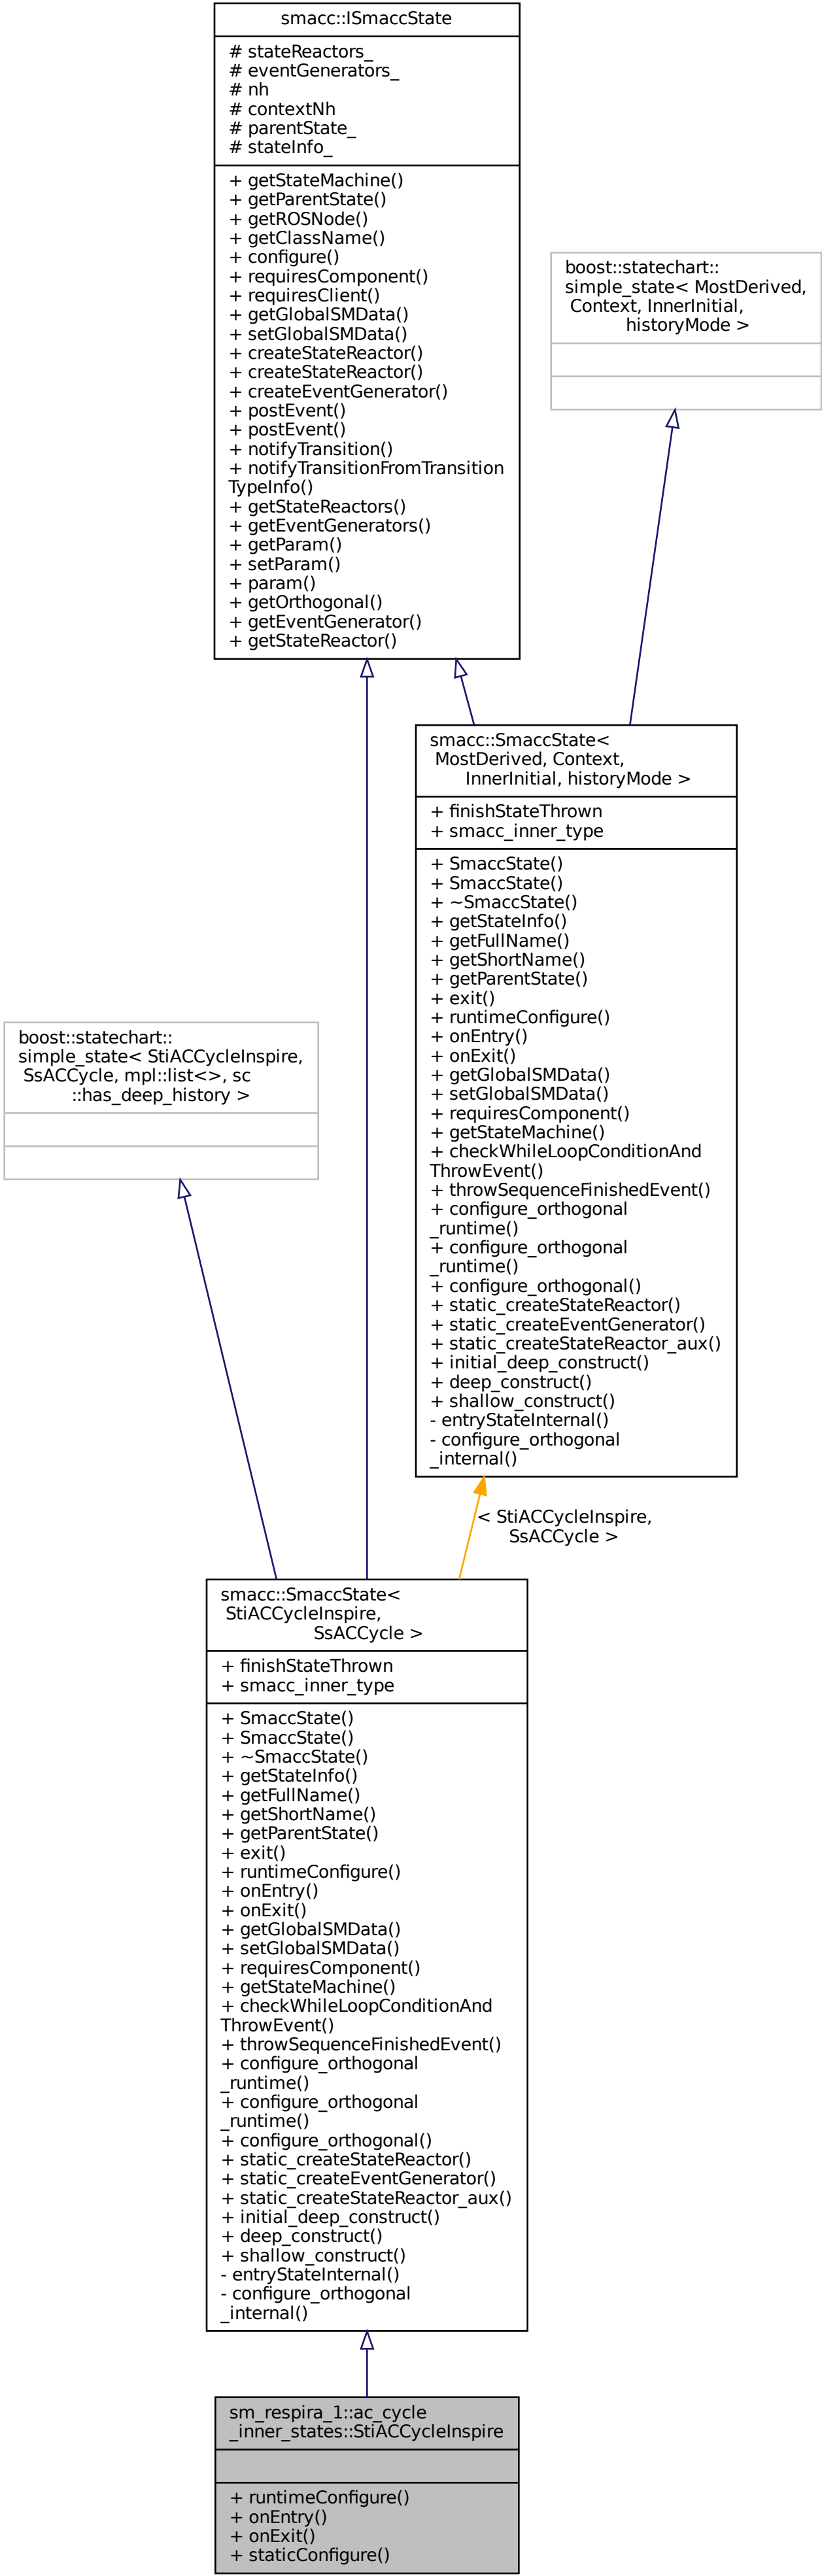 smacc::ISmaccState
# stateReactors_
# eventGenerators_
# nh
# contextNh
# parentState_
# stateInfo_
+ getStateMachine()
+ getParentState()
+ getROSNode()
+ getClassName()
+ configure()
+ requiresComponent()
+ requiresClient()
+ getGlobalSMData()
+ setGlobalSMData()
+ createStateReactor()
+ createStateReactor()
+ createEventGenerator()
+ postEvent()
+ postEvent()
+ notifyTransition()
+ notifyTransitionFromTransition
TypeInfo()
+ getStateReactors()
+ getEventGenerators()
+ getParam()
+ setParam()
+ param()
+ getOrthogonal()
+ getEventGenerator()
+ getStateReactor()
boost::statechart::
simple_state< MostDerived,
Context, InnerInitial,
historyMode >
smacc::SmaccState<
MostDerived, Context,
InnerInitial, historyMode >
+ finishStateThrown
+ smacc_inner_type
+ SmaccState()
+ SmaccState()
+ ~SmaccState()
+ getStateInfo()
+ getFullName()
+ getShortName()
+ getParentState()
+ exit()
+ runtimeConfigure()
+ onEntry()
+ onExit()
+ getGlobalSMData()
+ setGlobalSMData()
+ requiresComponent()
+ getStateMachine()
+ checkWhileLoopConditionAnd
ThrowEvent()
+ throwSequenceFinishedEvent()
+ configure_orthogonal
_runtime()
+ configure_orthogonal
_runtime()
+ configure_orthogonal()
+ static_createStateReactor()
+ static_createEventGenerator()
+ static_createStateReactor_aux()
+ initial_deep_construct()
+ deep_construct()
+ shallow_construct()
- entryStateInternal()
- configure_orthogonal
_internal()
boost::statechart::
simple_state< StiACCycleInspire,
SsACCycle, mpl::list<>, sc
::has_deep_history >
< StiACCycleInspire,
SsACCycle >
smacc::SmaccState<
StiACCycleInspire,
SsACCycle >
+ finishStateThrown
+ smacc_inner_type
+ SmaccState()
+ SmaccState()
+ ~SmaccState()
+ getStateInfo()
+ getFullName()
+ getShortName()
+ getParentState()
+ exit()
+ runtimeConfigure()
+ onEntry()
+ onExit()
+ getGlobalSMData()
+ setGlobalSMData()
+ requiresComponent()
+ getStateMachine()
+ checkWhileLoopConditionAnd
ThrowEvent()
+ throwSequenceFinishedEvent()
+ configure_orthogonal
_runtime()
+ configure_orthogonal
_runtime()
+ configure_orthogonal()
+ static_createStateReactor()
+ static_createEventGenerator()
+ static_createStateReactor_aux()
+ initial_deep_construct()
+ deep_construct()
+ shallow_construct()
- entryStateInternal()
- configure_orthogonal
_internal()
sm_respira_1::ac_cycle
_inner_states::StiACCycleInspire
+ runtimeConfigure()
+ onEntry()
+ onExit()
+ staticConfigure()